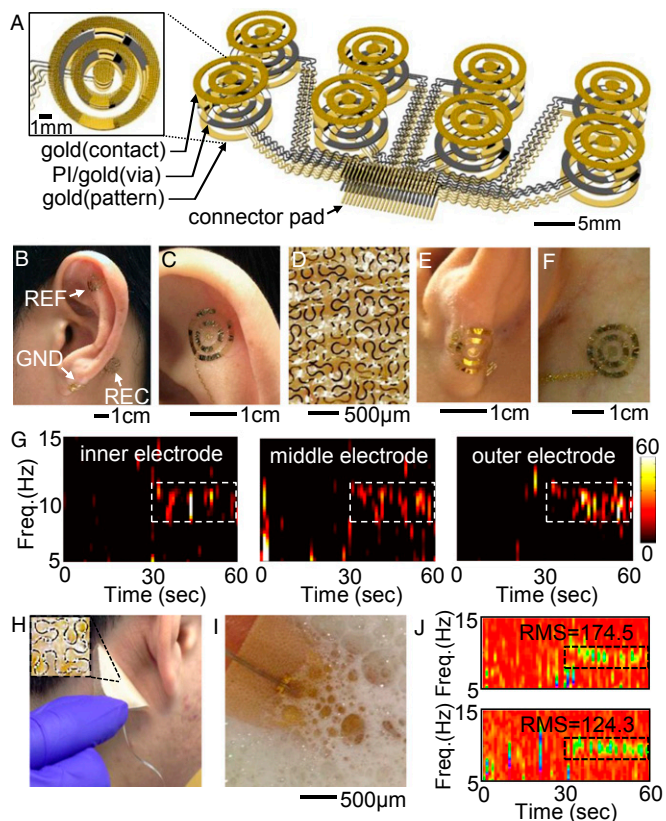 A
1mm
gold(contact)
PI/gold(via)
gold(pattern)
connector pad
5mm
B
REF
GND
REC
1cm
C
1cm
D
500μm
E
1cm
F
1cm
G
15
10
5
Freq.(Hz)
inner electrode
middle electrode
outer electrode
60
0
0 30 60
0 30 60
0 30 60
Time (sec)
Time (sec)
Time (sec)
H
I
500μm
J
15
5
Freq.(Hz)
RMS=174.5
15
5
Freq.(Hz)
RMS=124.3
0 30 60
Time (sec)